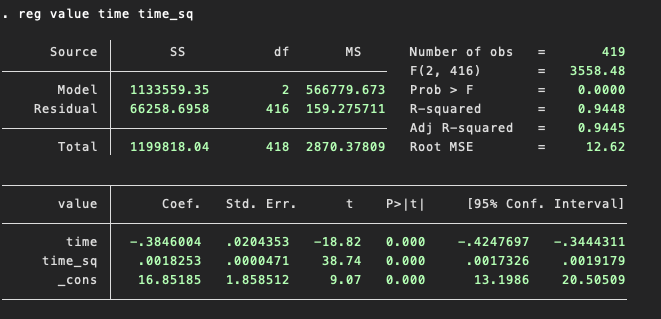 . reg value time time_sq
Source SS df MS Number of obs = 419
F(2, 416) = 3558.48
Model 1133559.35 2 566779.673 Prob > F = 0.0000
Residual 66258.6958 416 159.275711 R-squared = 0.9448
Adj R-squared = 0.9445
Total 1199818.04 418 2870.37809 Root MSE = 12.62
value Coef. Std. Err. t P>|t| [95% Conf. Interval]
time -.3846004 .0204353 -18.82 0.000 -.4247697 -.3444311
time_sq .0018253 .0000471 38.74 0.000 .0017326 .0019179
_cons 16.85185 1.858512 9.07 0.000 13.1986 20.50509